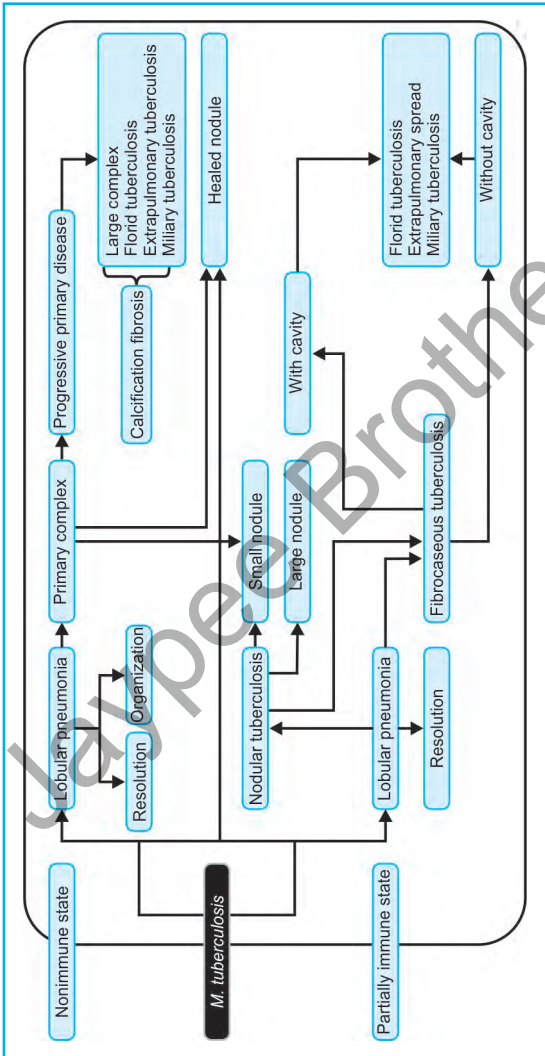 Nonimmune state
Lobular pneumonia
Primary complex
Progressive primary disease
Resolution
Organization
Calcification fibrosis
Large complex
Florid tuberculosis
Extrapulmonary tuberculosis
Miliary tuberculosis
M. tuberculosis
Healed nodule
Nodular tuberculosis
Small nodule
Large nodule
With cavity
Partially immune state
Lobular pneumonia
Resolution
Fibrocaseous tuberculosis
Florid tuberculosis
Extrapulmonary spread
Miliary tuberculosis
Without cavity
Jaypee Brothe